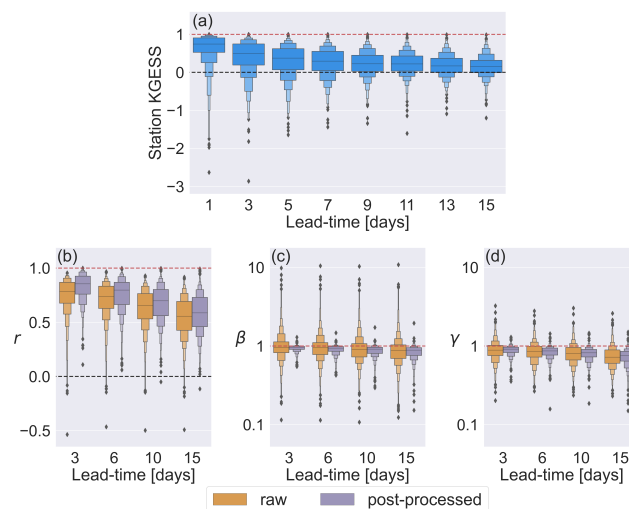 (a)
Station KGESS
1
0
−1
−2
−3
1 3 5 7 9 11 13 15
Lead-time [days]
(b) (c) (d)
r
1.0
0.5
0.0
−0.5
3 6 10 15
Lead-time [days]
β
10
1
0.1
3 6 10 15
Lead-time [days]
γ
10
1
0.1
3 6 10 15
Lead-time [days]
raw post-processed